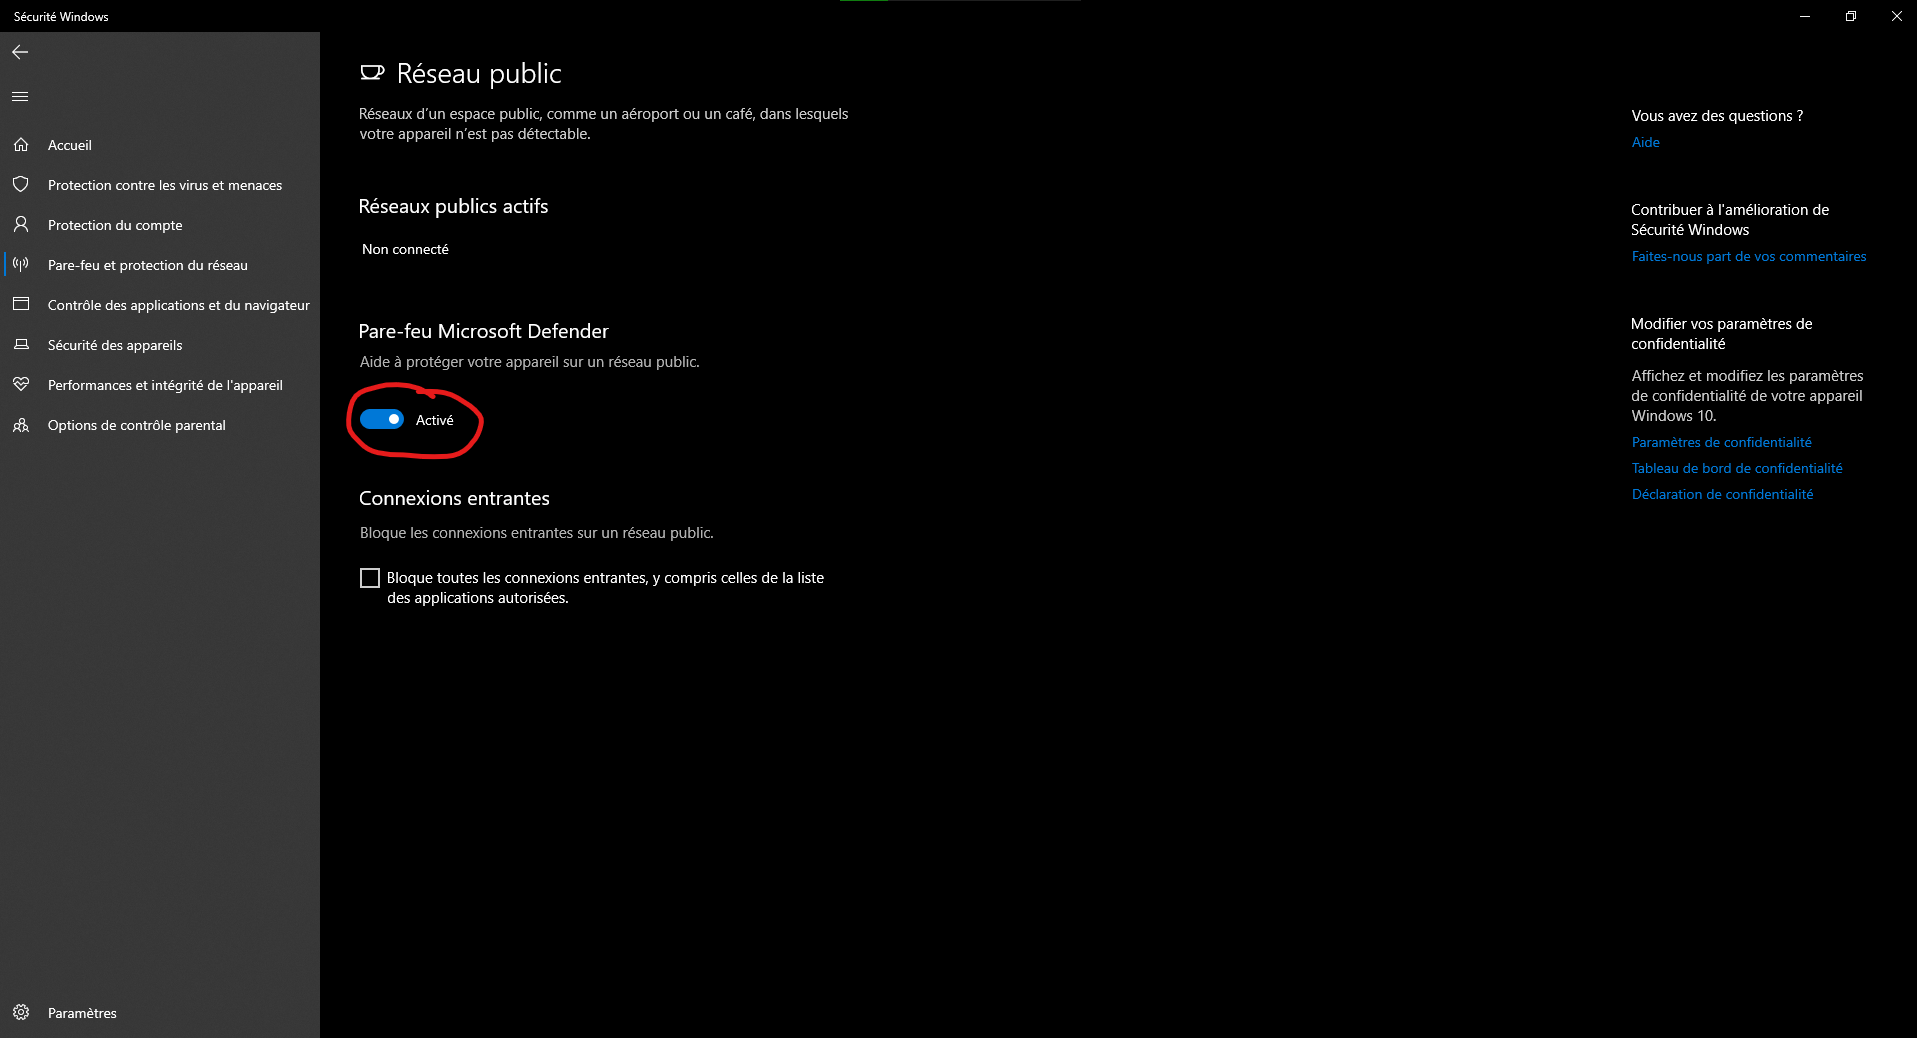 Sécurité Windows
Accueil
Protection contre les virus et menaces
Protection du compte
Pare-feu et protection du réseau
Contrôle des applications et du navigateur
Sécurité des appareils
Performances et intégrité de l'appareil
Options de contrôle parental
Paramètres
Réseau public
Réseaux d’un espace public, comme un aéroport ou un café, dans lesquels
votre appareil n’est pas détectable.
Réseaux publics actifs
Non connecté
Pare-feu Microsoft Defender
Aide à protéger votre appareil sur un réseau public.
Activé
Connexions entrantes
Bloque les connexions entrantes sur un réseau public.
Bloque toutes les connexions entrantes, y compris celles de la liste
des applications autorisées.
Vous avez des questions ?
Aide
Contribuer à l'amélioration de
Sécurité Windows
Faites-nous part de vos commentaires
Modifier vos paramètres de
confidentialité
Affichez et modifiez les paramètres
de confidentialité de votre appareil
Windows 10.
Paramètres de confidentialité
Tableau de bord de confidentialité
Déclaration de confidentialité